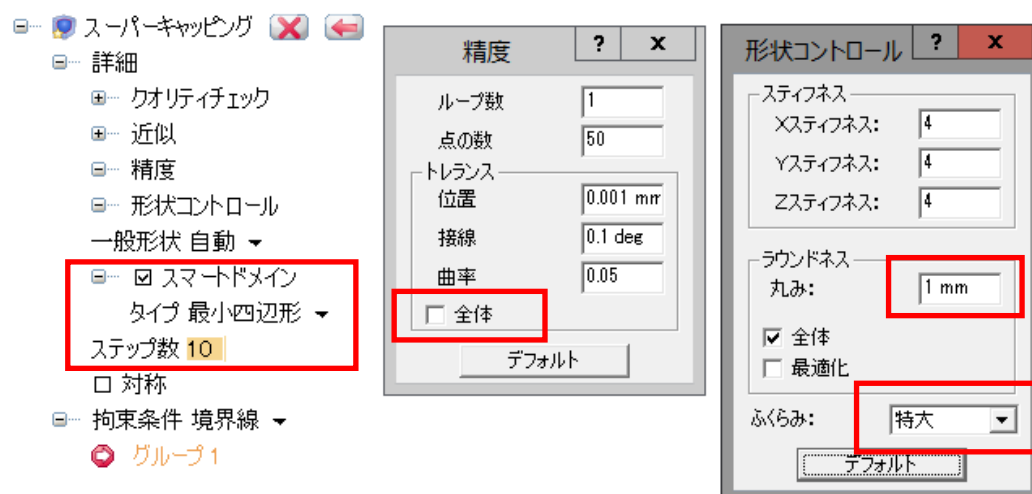 スーパーキャッピング
詳細
クオリティチェック
近似
精度
形状コントロール
一般形状 自動
スマートドメイン
タイプ 最小四辺形
ステップ数 10
対称
拘束条件 境界線
グループ 1
精度 ? x
ループ数 1
点の数 50
トレランス
位置 0.001 mm
接線 0.1 deg
曲率 0.05
全体
デフォルト
形状コントロール ? x
スティフネス
Xスティフネス: 4
Yスティフネス: 4
Zスティフネス: 4
ラウンドネス
丸み: 1 mm
全体
最適化
ふくらみ: 特大
デフォルト